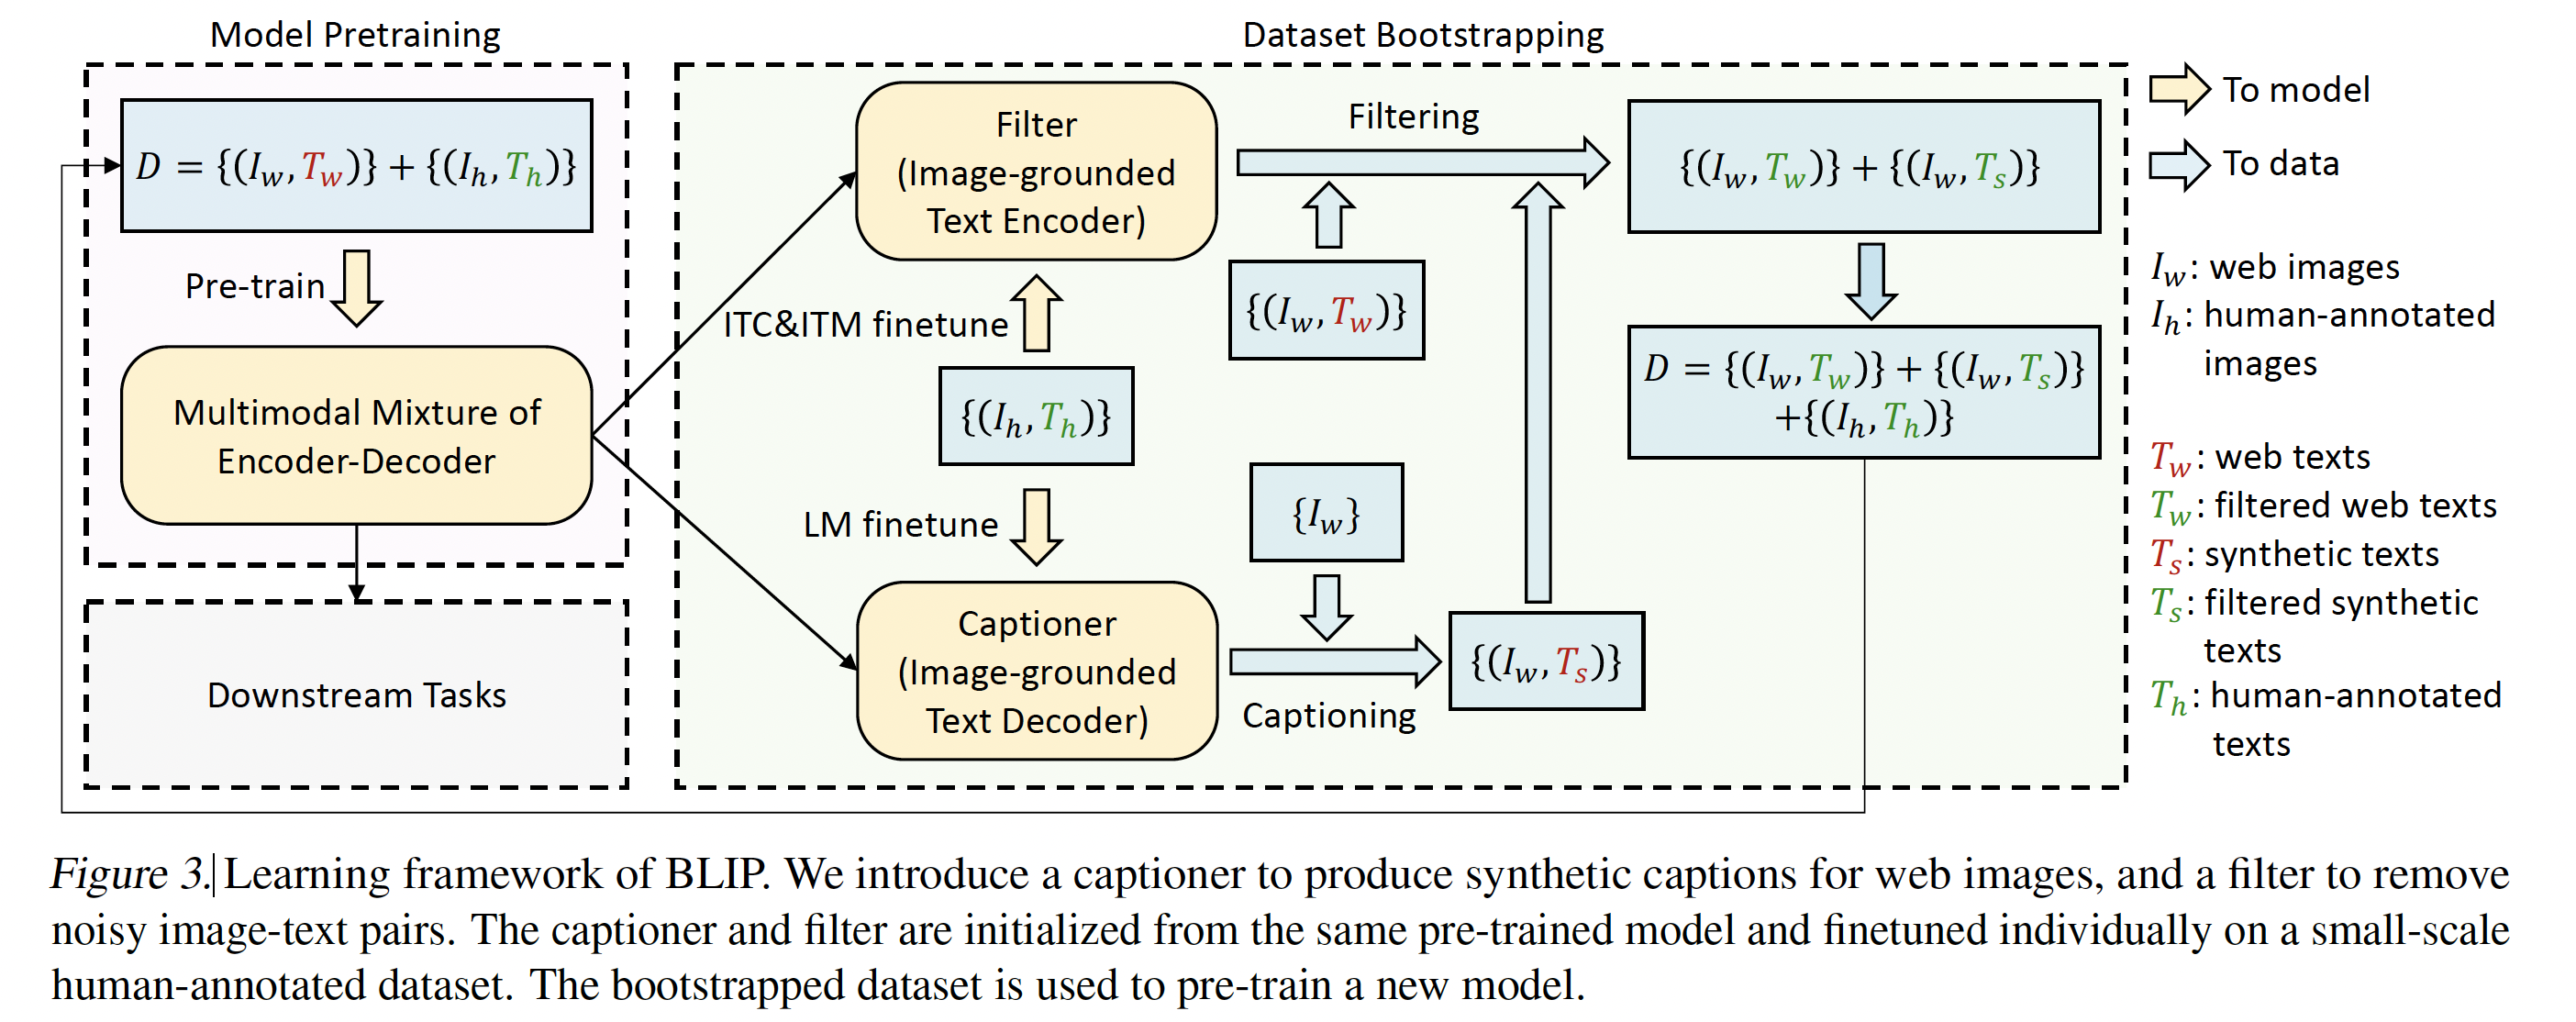 Model Pretraining
Dataset Bootstrapping
D = {(I_w, T_w)} + {(I_h, T_h)}
Pre-train
Multimodal Mixture of
Encoder-Decoder
Downstream Tasks
Filter
(Image-grounded
Text Encoder)
ITC&ITM finetune
{(I_h, T_h)}
LM finetune
Captioner
(Image-grounded
Text Decoder)
Filtering
{(I_w, T_w)}
{I_w}
Captioning
{(I_w, T_s)}
{(I_w, T_w)} + {(I_w, T_s)}
D = {(I_w, T_w)} + {(I_w, T_s)}
+{(I_h, T_h)}
To model
To data
I_w: web images
I_h: human-annotated
images
T_w: web texts
T_w: filtered web texts
T_s: synthetic texts
T_s: filtered synthetic
texts
T_h: human-annotated
texts
Figure 3. Learning framework of BLIP. We introduce a captioner to produce synthetic captions for web images, and a filter to remove
noisy image-text pairs. The captioner and filter are initialized from the same pre-trained model and finetuned individually on a small-scale
human-annotated dataset. The bootstrapped dataset is used to pre-train a new model.